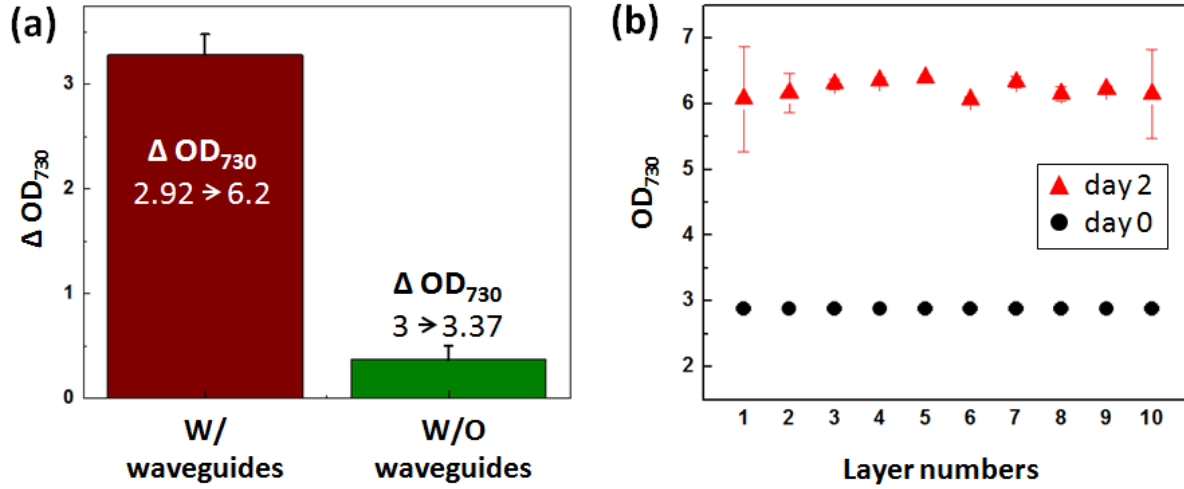 (a)
Δ OD730
3
2
1
0
Δ OD730
2.92 → 6.2
Δ OD730
3 → 3.37
W/
waveguides
W/O
waveguides
(b)
OD730
7
6
5
4
3
2
day 2
day 0
1 2 3 4 5 6 7 8 9 10
Layer numbers